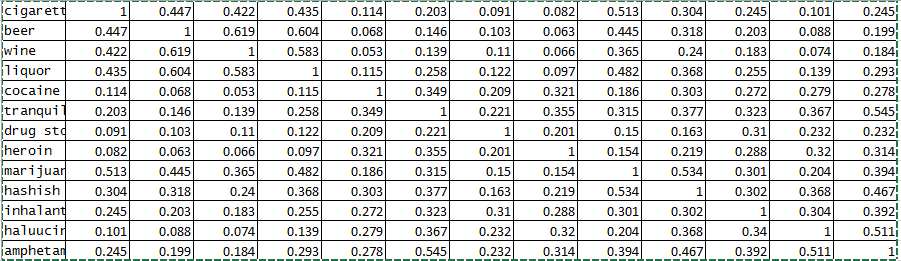 cigarett 1 0.447 0.422 0.435 0.114 0.203 0.091 0.082 0.513 0.304 0.245 0.101 0.245
beer 0.447 1 0.619 0.604 0.068 0.146 0.103 0.063 0.445 0.318 0.203 0.088 0.199
wine 0.422 0.619 1 0.583 0.053 0.139 0.11 0.066 0.365 0.24 0.183 0.074 0.184
liquor 0.435 0.604 0.583 1 0.115 0.258 0.122 0.097 0.482 0.368 0.255 0.139 0.293
cocaine 0.114 0.068 0.053 0.115 1 0.349 0.209 0.321 0.186 0.303 0.272 0.279 0.278
tranquil 0.203 0.146 0.139 0.258 0.349 1 0.221 0.355 0.315 0.377 0.323 0.367 0.545
drug sto 0.091 0.103 0.11 0.122 0.209 0.221 1 0.201 0.15 0.163 0.31 0.232 0.232
heroin 0.082 0.063 0.066 0.097 0.321 0.355 0.201 1 0.154 0.219 0.288 0.32 0.314
marijuan 0.513 0.445 0.365 0.482 0.186 0.315 0.15 0.154 1 0.534 0.301 0.204 0.394
hashish 0.304 0.318 0.24 0.368 0.303 0.377 0.163 0.219 0.534 1 0.302 0.368 0.467
inhalant 0.245 0.203 0.183 0.255 0.272 0.323 0.31 0.288 0.301 0.302 1 0.304 0.392
haluucin 0.101 0.088 0.074 0.139 0.279 0.367 0.232 0.32 0.204 0.368 0.34 1 0.511
amphetam 0.245 0.199 0.184 0.293 0.278 0.545 0.232 0.314 0.394 0.467 0.392 0.511 1